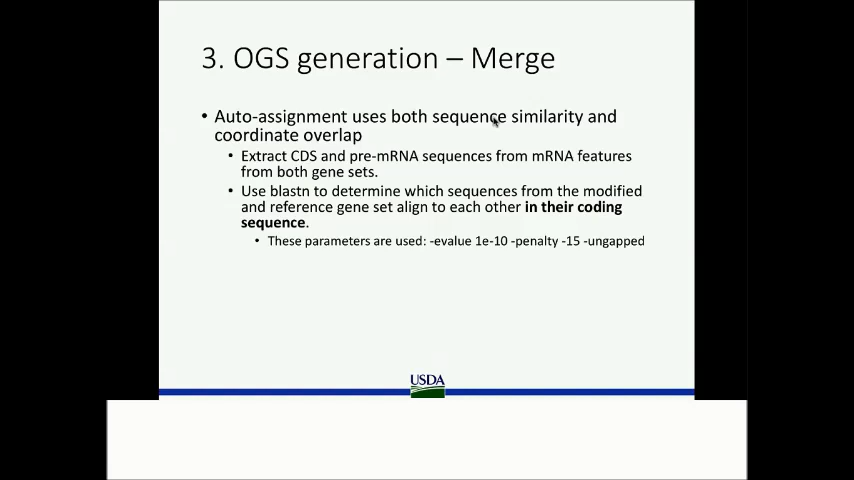 3. OGS generation – Merge
• Auto-assignment uses both sequence similarity and
coordinate overlap
• Extract CDS and pre-mRNA sequences from mRNA features
from both gene sets.
• Use blastn to determine which sequences from the modified
and reference gene set align to each other in their coding
sequence.
• These parameters are used: -evalue 1e-10 -penalty -15 -ungapped
USDA